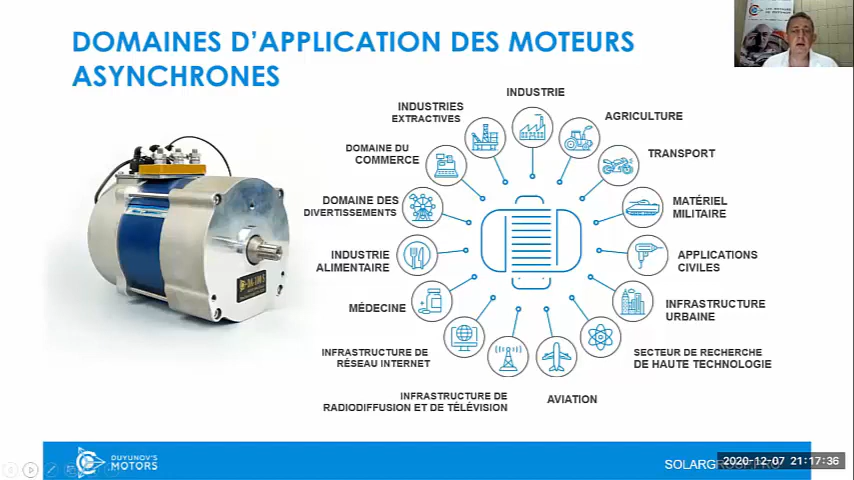 DOMAINES D'APPLICATION DES MOTEURS
ASYNCHRONES
INDUSTRIE
INDUSTRIES
EXTRACTIVES
AGRICULTURE
DOMAINE DU
COMMERCE
TRANSPORT
DOMAINE DES
DIVERTISSEMENTS
MATÉRIEL
MILITAIRE
INDUSTRIE
ALIMENTAIRE
APPLICATIONS
CIVILES
MÉDECINE
INFRASTRUCTURE
URBAINE
INFRASTRUCTURE DE
RÉSEAU INTERNET
SECTEUR DE RECHERCHE
DE HAUTE TECHNOLOGIE
INFRASTRUCTURE DE
RADIODIFFUSION ET DE TÉLÉVISION
AVIATION
DUYUNOV'S
MOTORS
2020-12-07 21:17:36